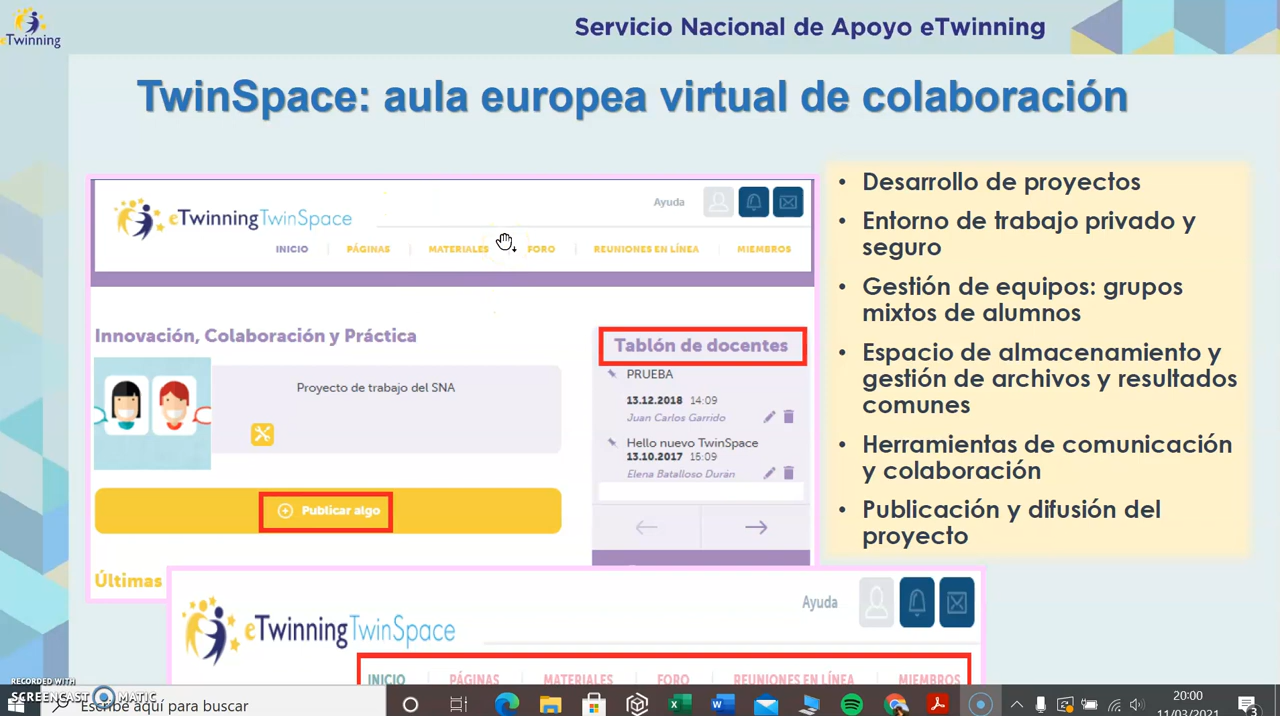 eTwinning
Servicio Nacional de Apoyo eTwinning
TwinSpace: aula europea virtual de colaboración
eTwinningTwinSpace
Ayuda
INICIO PÁGINAS MATERIALES FORO REUNIONES EN LÍNEA MIEMBROS
Innovación, Colaboración y Práctica
Proyecto de trabajo del SNA
Publicar algo
Últimas
Tablón de docentes
PRUEBA
13.12.2018 14:09
Juan Carlos Garrido
Hello nuevo TwinSpace
13.10.2017 15:09
Elena Batalloso Durán
• Desarrollo de proyectos
• Entorno de trabajo privado y
seguro
• Gestión de equipos: grupos
mixtos de alumnos
• Espacio de almacenamiento y
gestión de archivos y resultados
comunes
• Herramientas de comunicación
y colaboración
• Publicación y difusión del
proyecto
eTwinningTwinSpace
Ayuda
INICIO PÁGINAS MATERIALES FORO REUNIONES EN LÍNEA MIEMBROS
RECORDED WITH
SCREENCAST MATIC
Escribe aquí para buscar
20:00
11/03/2021
3